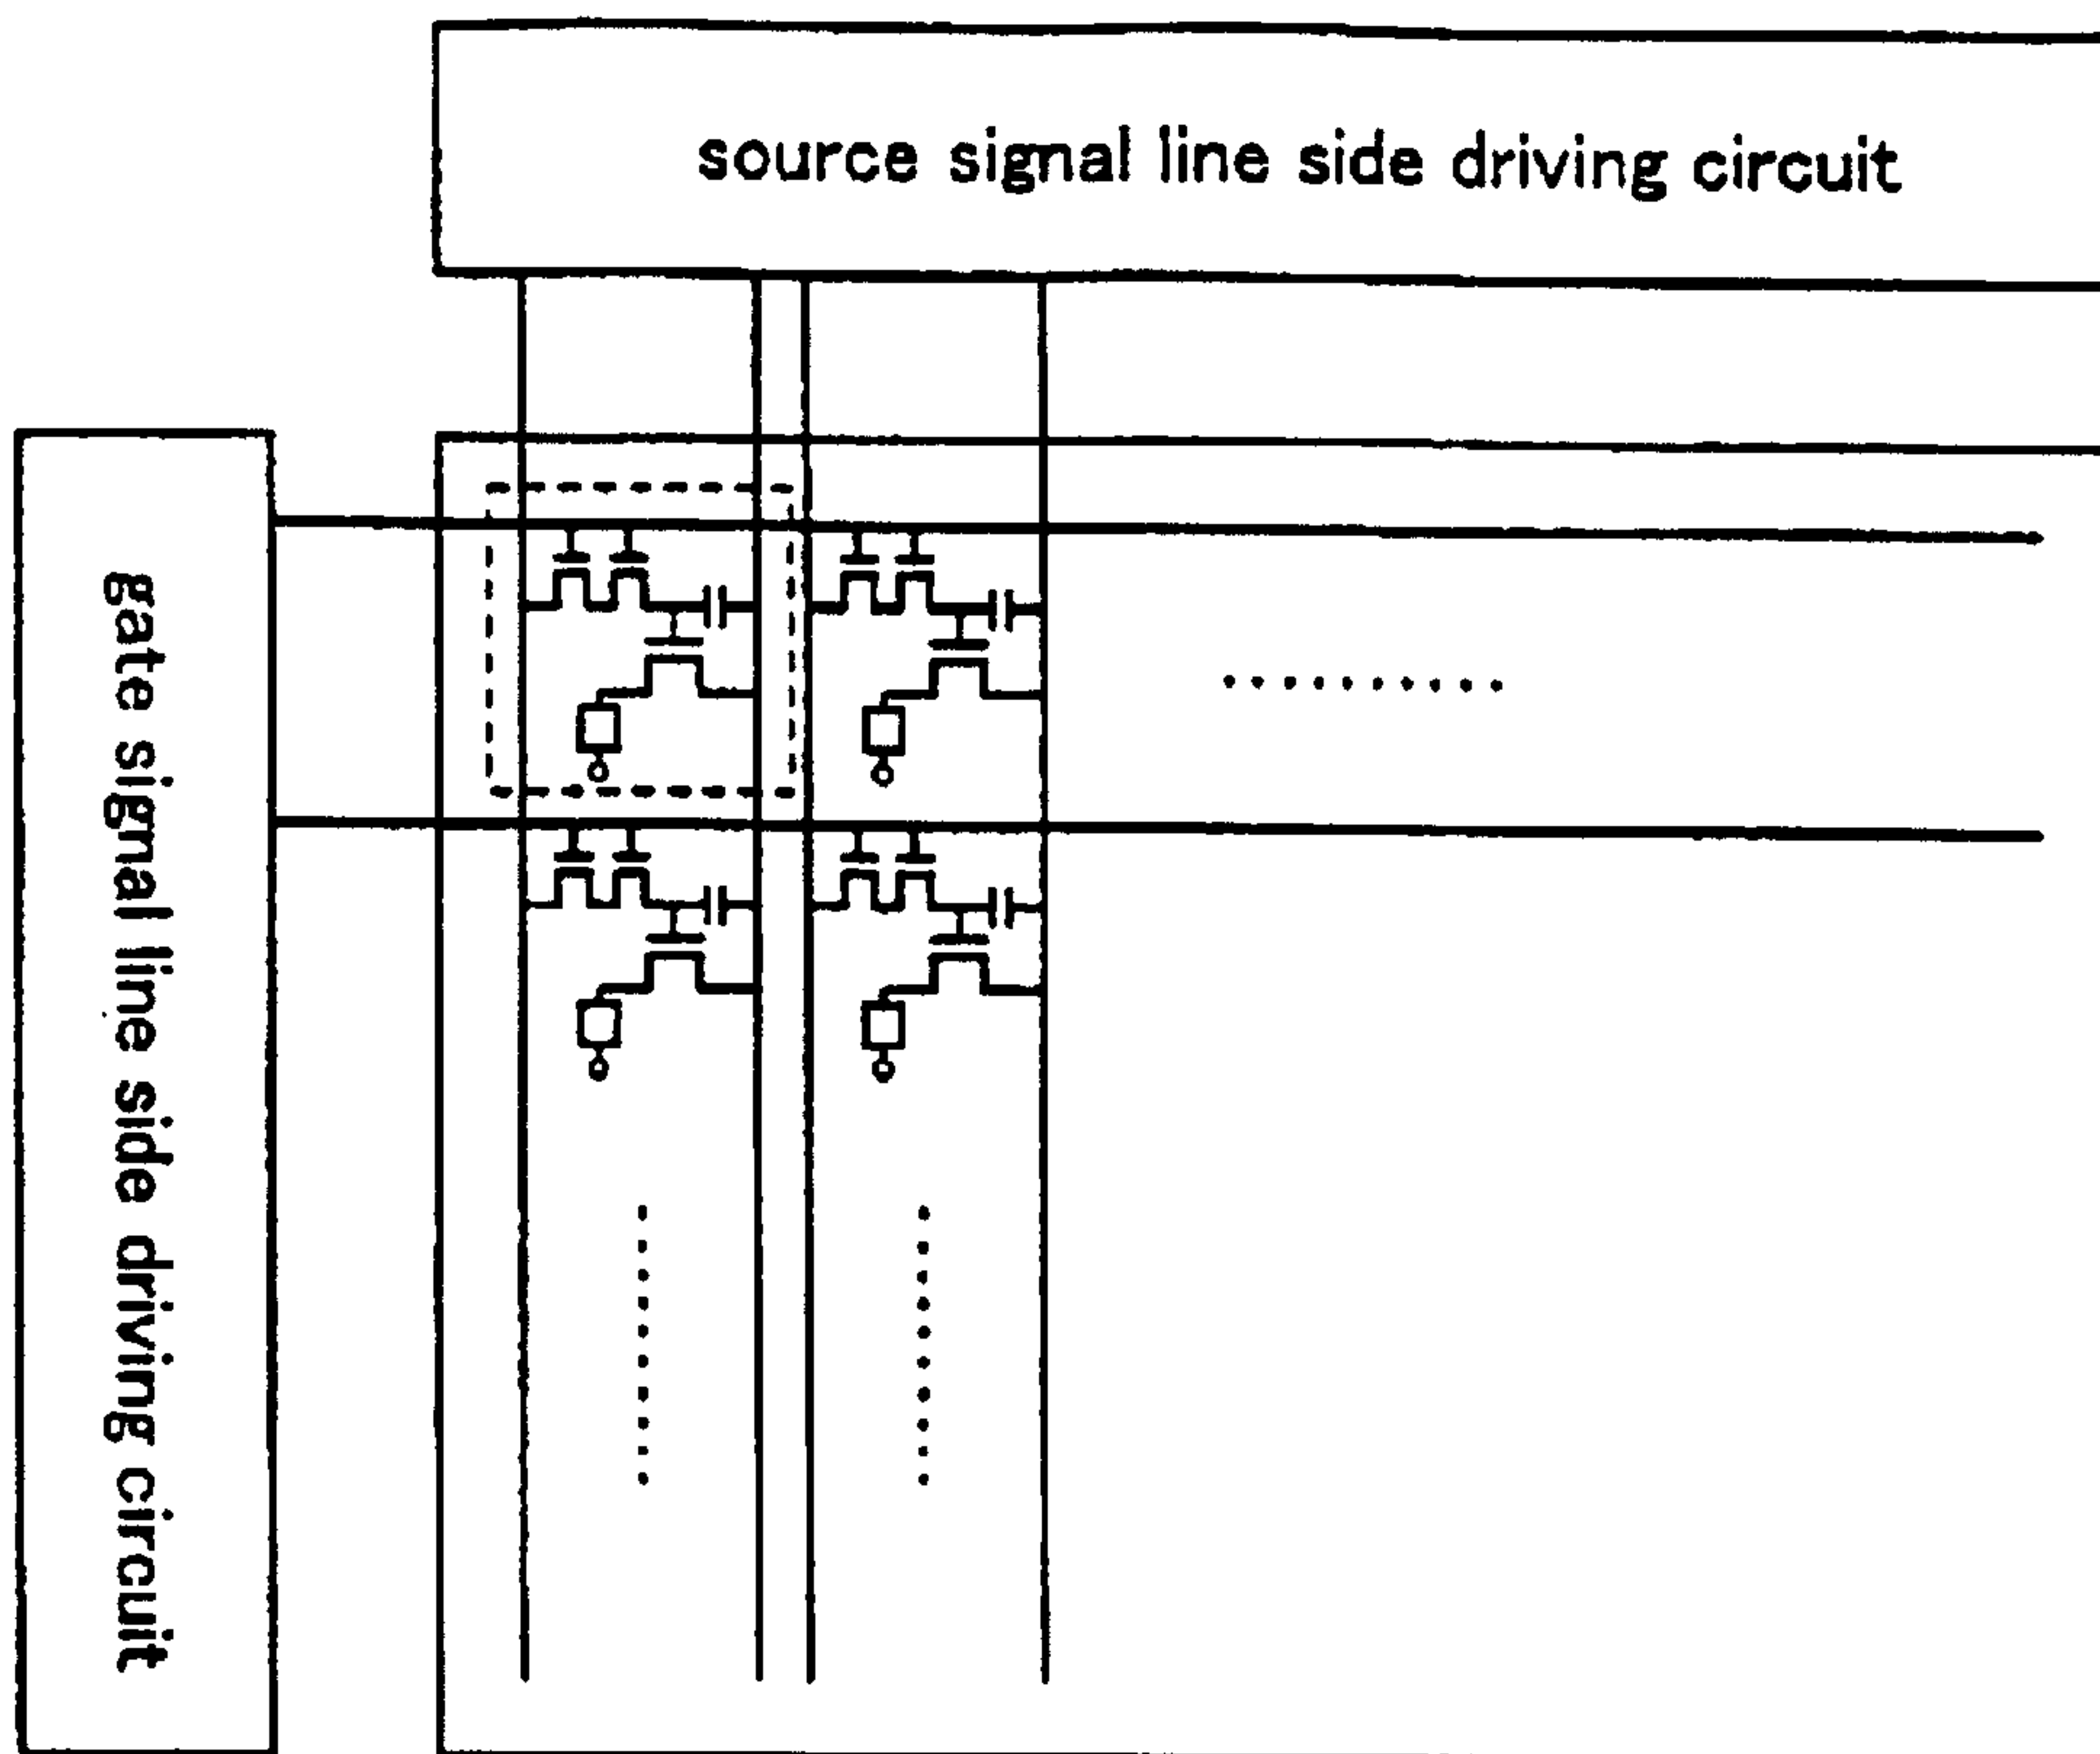 source signal line side driving circuit
gate signal line side driving circuit